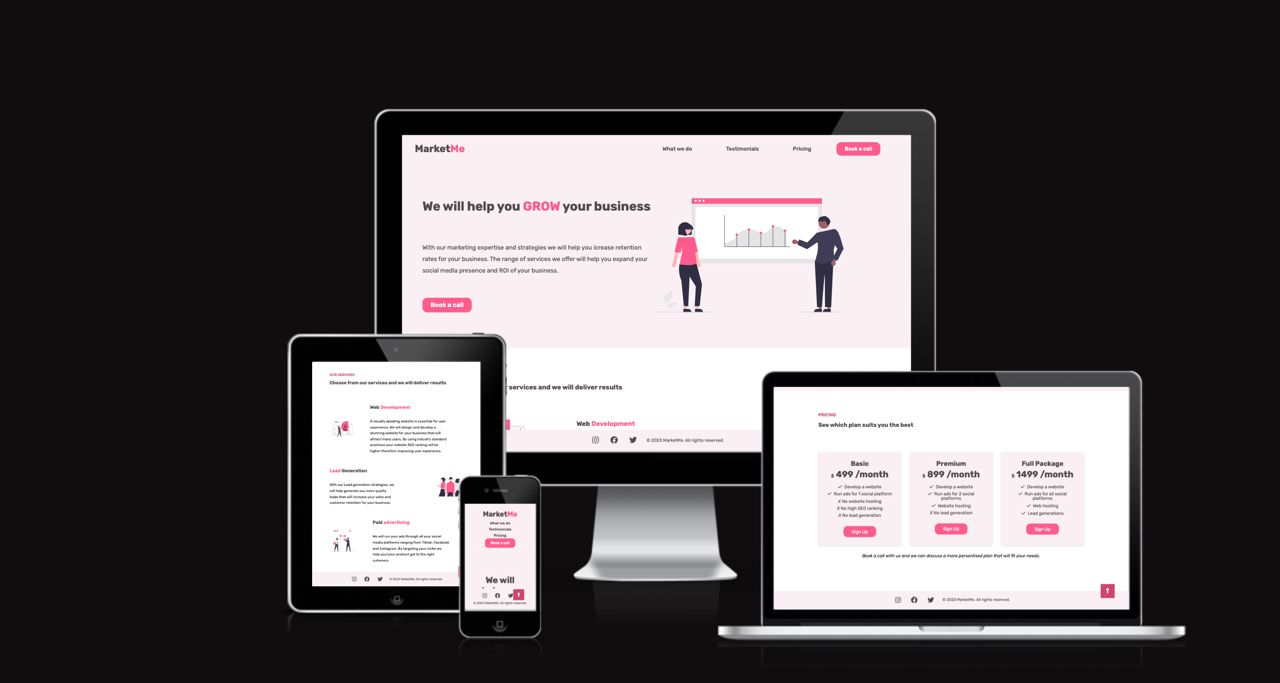 MarketMe
What we do
Testimonials
Pricing
Book a call
We will help you GROW your business
With our marketing expertise and strategies we will help you icrease retention
rates for your business. The range of services we offer will help you expand your
social media presence and ROI of your business.
Book a call
services and we will deliver results
Web Development
© 2023 MarketMe. All rights reserved.
OUR SERVICES
Choose from our services and we will deliver results
Web Development
A visually apealing website is essential for user
experience. We will design and develop a
stunning website for your business that will
attract many users. By using industry standard
practices your website SEO ranking will be
higher therefore improving user experience.
Lead Generation
With our Lead generation strategies, we
will help generate you more quality
leads that will increase your sales and
customer retention for your business.
Paid advertising
We will run your ads through all your social
media platforms ranging from Tiktok, Facebook
and Instagram. By targeting your niche we
help you/your product get to the right
customers.
© 2023 MarketMe. All rights reserved.
MarketMe
What we do
Testimonials
Pricing
Book a call
We will
© 2023 MarketMe. All rights reserved.
PRICING
See which plan suits you the best
Basic
$ 499 /month
✓ Develop a website
✓ Run ads for 1 social platform
✗ No website hosting
✗ No high SEO ranking
✗ No lead generation
Sign Up
Premium
$ 899 /month
✓ Develop a website
✓ Run ads for 2 social
platforms
✓ Website hosting
✗ No lead generation
Sign Up
Full Package
$ 1499 /month
✓ Develop a website
✓ Run ads for all social
platforms
✓ Web hosting
✓ Lead generations
Sign Up
Book a call with us and we can discuss a more personlised plan that will fit your needs.
© 2023 MarketMe. All rights reserved.